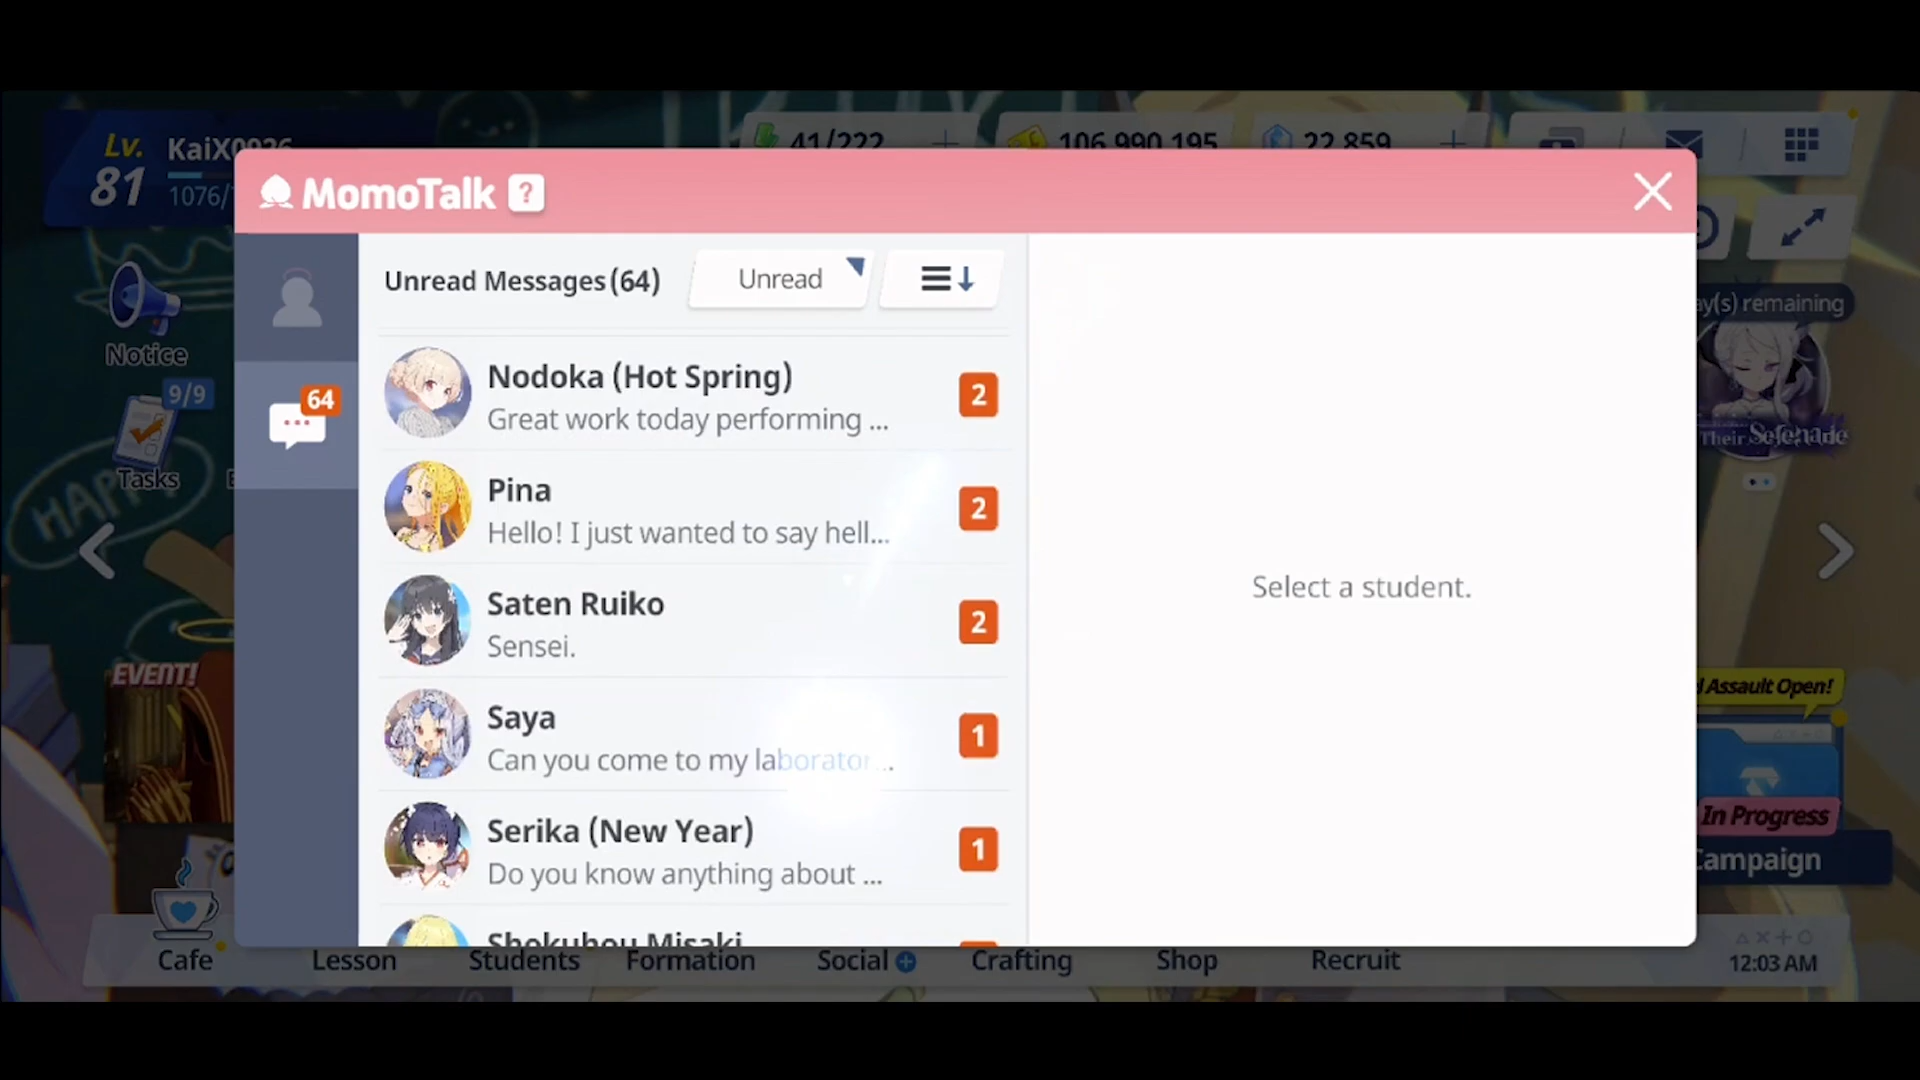 Lv. 81
KaiX0926
1076/
41/222
106,990,195
22,859
MomoTalk ?
Notice
9/9
Tasks
64
Unread Messages(64)
Unread
Nodoka (Hot Spring)
Great work today performing ...
2
Pina
Hello! I just wanted to say hell...
2
Saten Ruiko
Sensei.
2
Saya
Can you come to my laborator...
1
Serika (New Year)
Do you know anything about ...
1
Shokuhou Misaki
Select a student.
ay(s) remaining
Their Serenade
HAPP
EVENT!
Assault Open!
In Progress
Campaign
Cafe
Lesson
Students
Formation
Social
Crafting
Shop
Recruit
12:03 AM